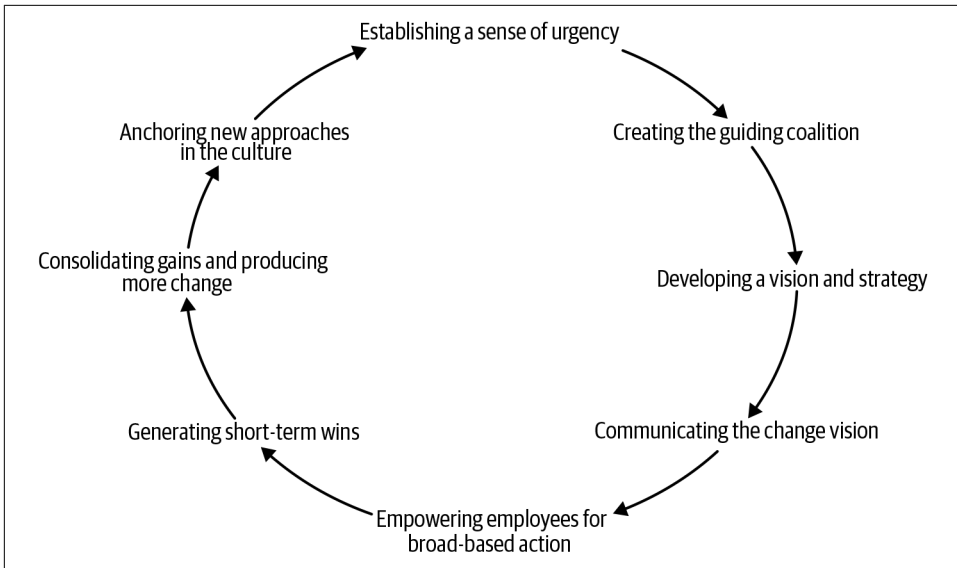 Establishing a sense of urgency
Creating the guiding coalition
Developing a vision and strategy
Communicating the change vision
Empowering employees for
broad-based action
Generating short-term wins
Consolidating gains and producing
more change
Anchoring new approaches
in the culture